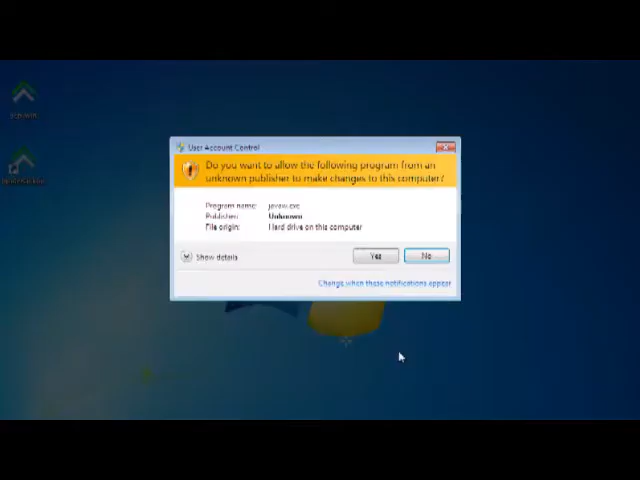 User Account Control
Do you want to allow the following program from an
unknown publisher to make changes to this computer?
Program name: javaw.exe
Publisher: Unknown
File origin: Hard drive on this computer
Show details
Yes
No
Change when these notifications appear